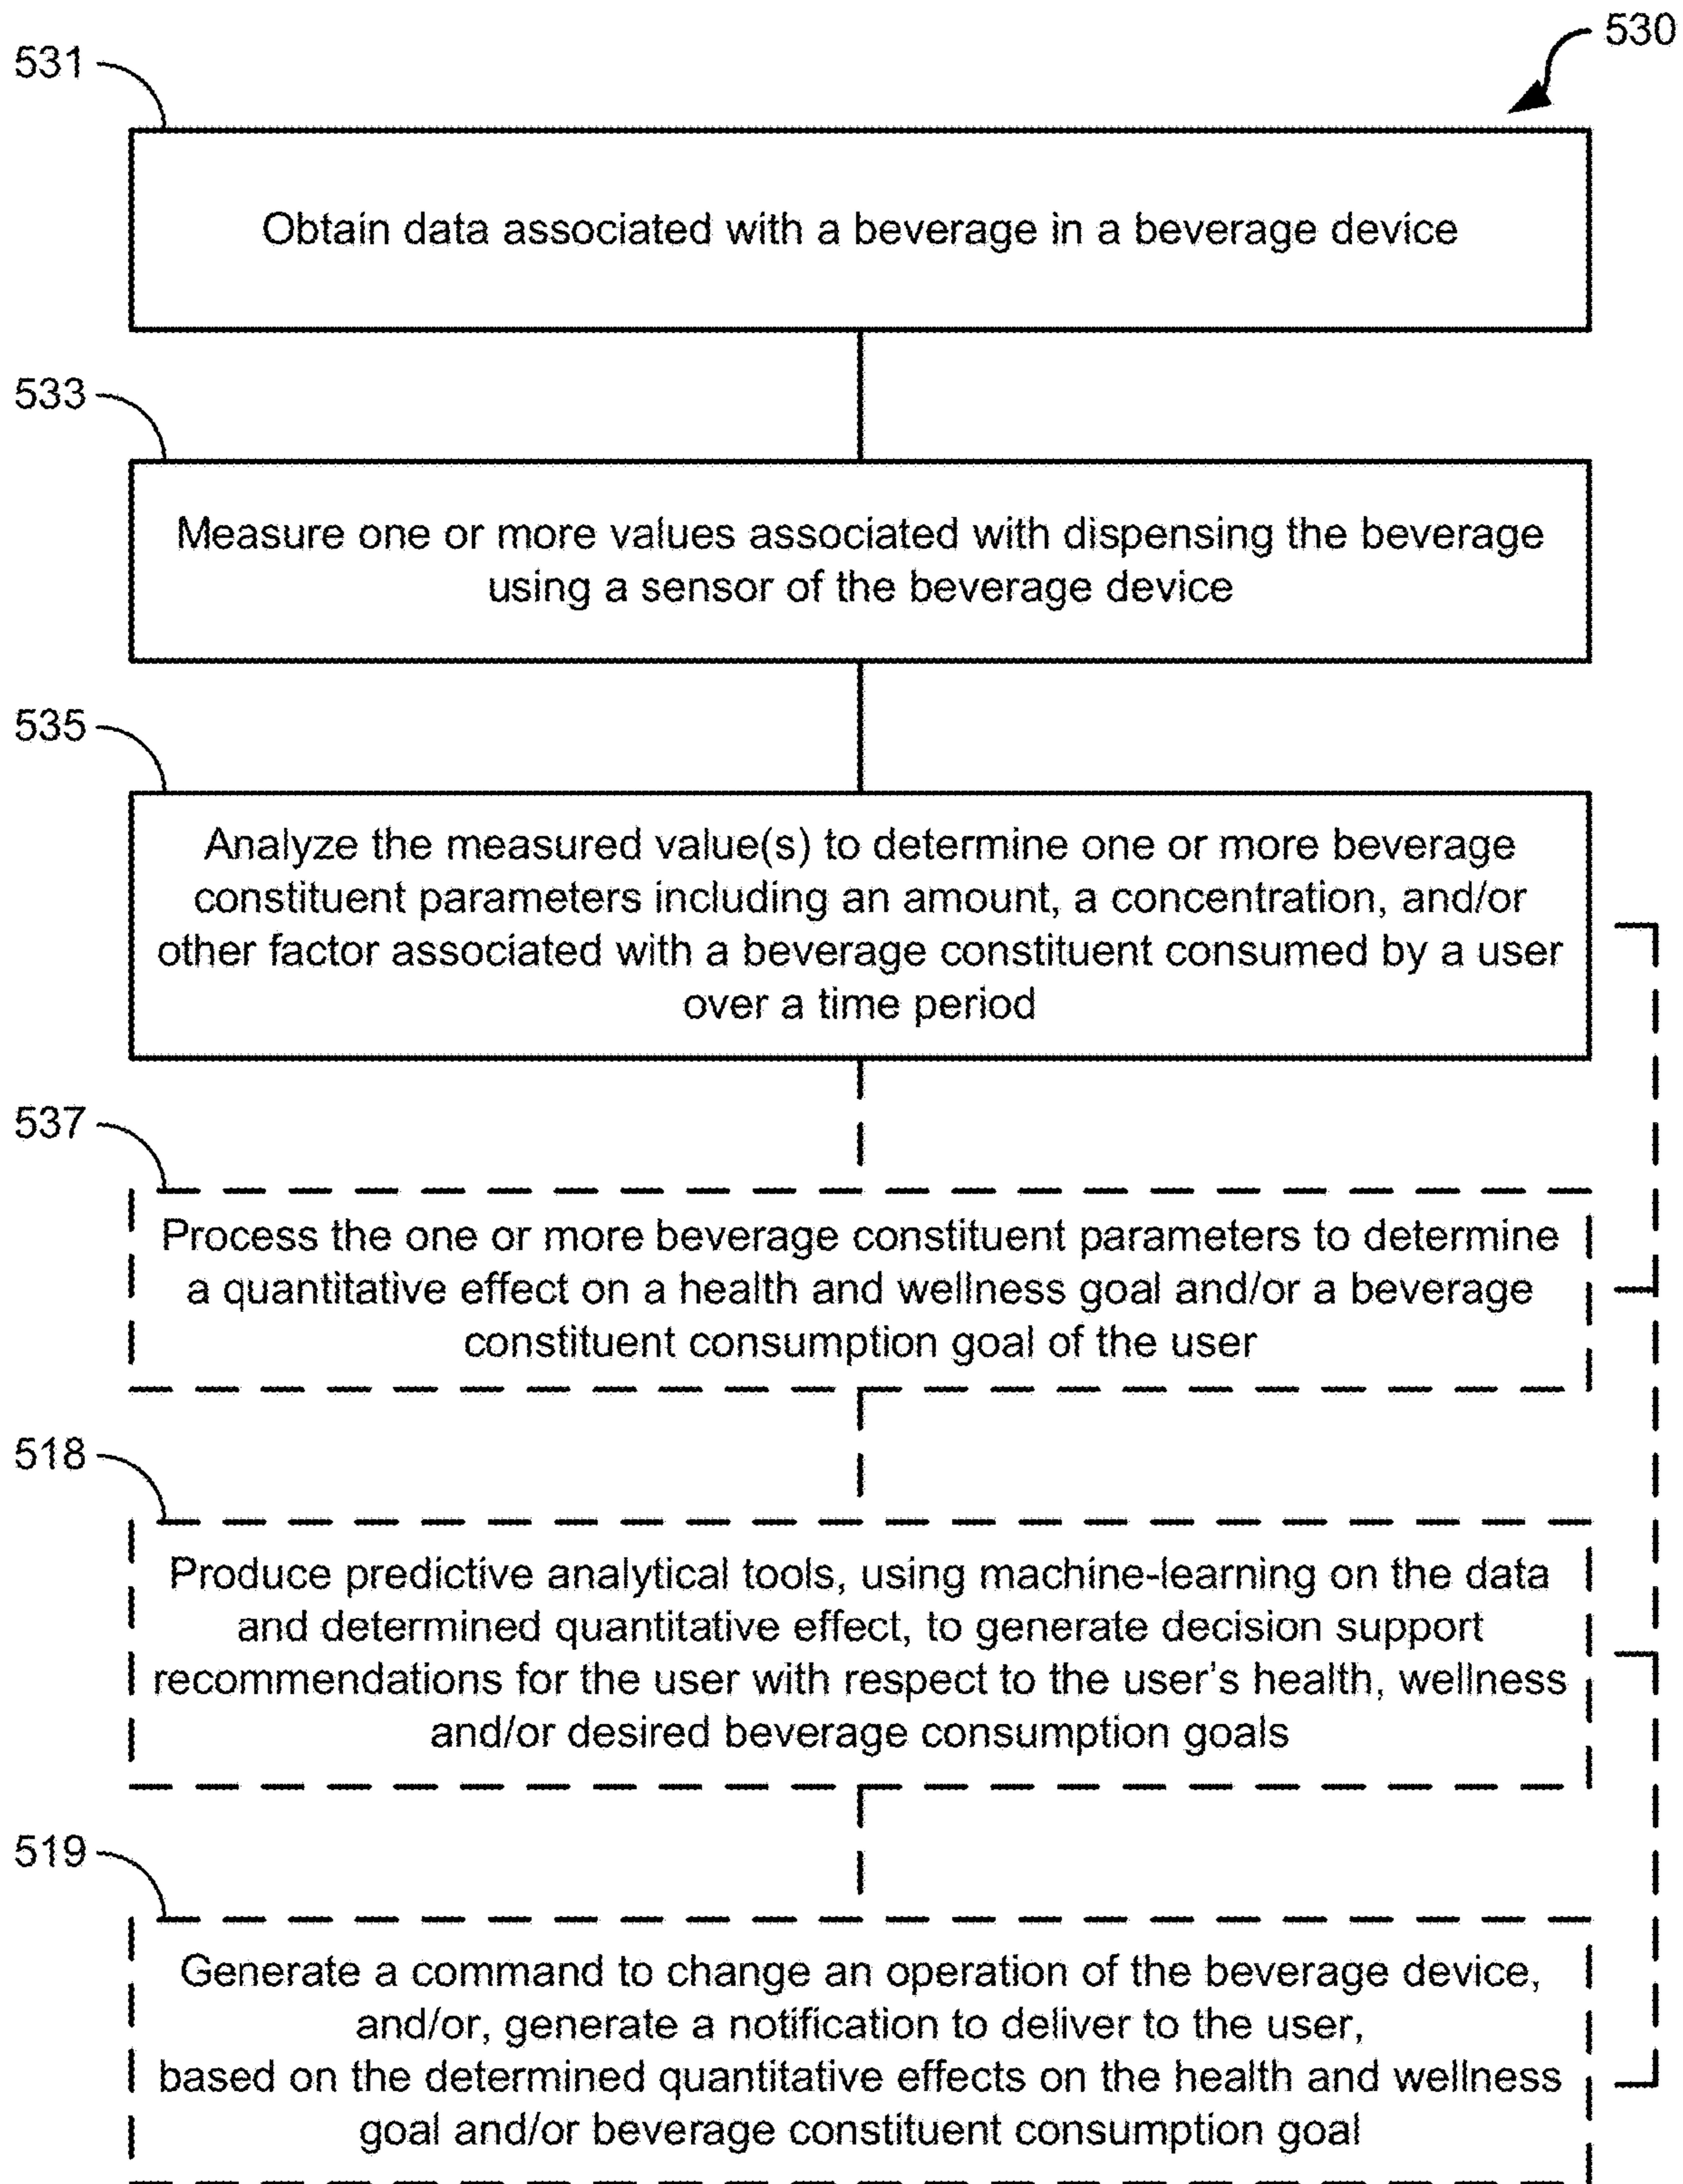 530
531
Obtain data associated with a beverage in a beverage device
533
Measure one or more values associated with dispensing the beverage
using a sensor of the beverage device
535
Analyze the measured value(s) to determine one or more beverage
constituent parameters including an amount, a concentration, and/or
other factor associated with a beverage constituent consumed by a user
over a time period
537
Process the one or more beverage constituent parameters to determine
a quantitative effect on a health and wellness goal and/or a beverage
constituent consumption goal of the user
518
Produce predictive analytical tools, using machine-learning on the data
and determined quantitative effect, to generate decision support
recommendations for the user with respect to the user's health, wellness
and/or desired beverage consumption goals
519
Generate a command to change an operation of the beverage device,
and/or, generate a notification to deliver to the user,
based on the determined quantitative effects on the health and wellness
goal and/or beverage constituent consumption goal